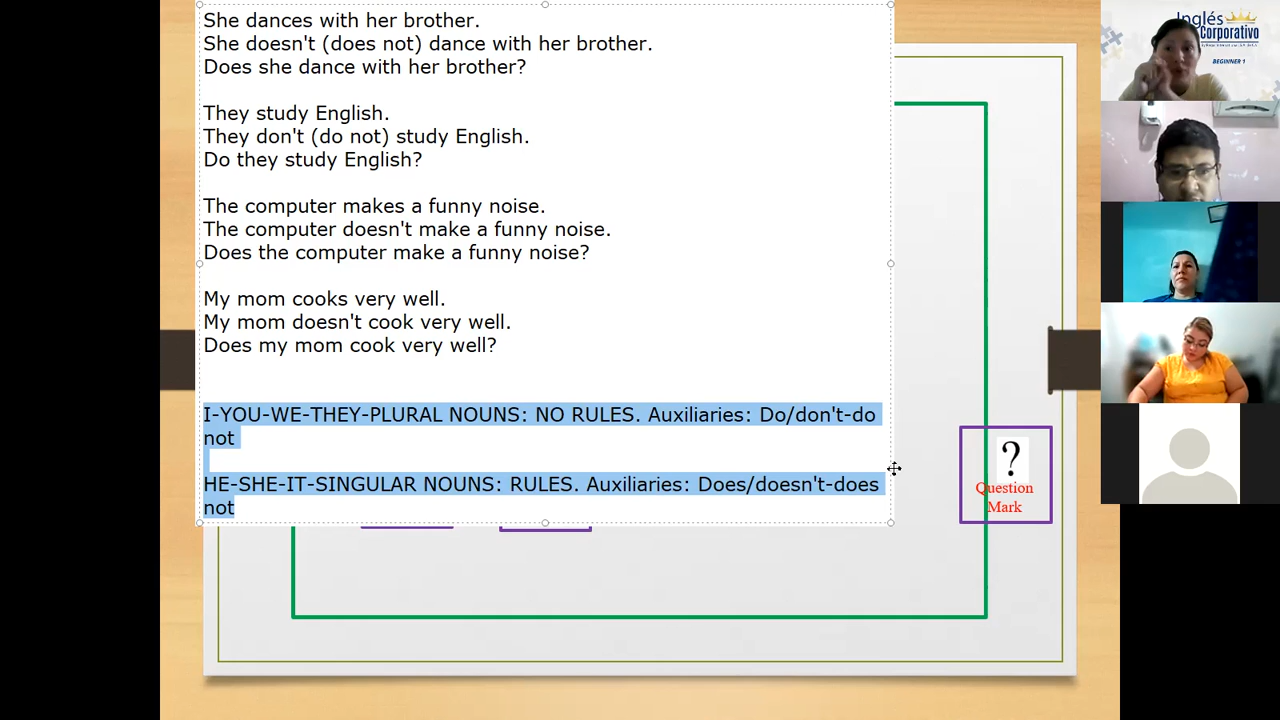 She dances with her brother.
She doesn't (does not) dance with her brother.
Does she dance with her brother?
They study English.
They don't (do not) study English.
Do they study English?
The computer makes a funny noise.
The computer doesn't make a funny noise.
Does the computer make a funny noise?
My mom cooks very well.
My mom doesn't cook very well.
Does my mom cook very well?
I-YOU-WE-THEY-PLURAL NOUNS: NO RULES. Auxiliaries: Do/don't-do
not
HE-SHE-IT-SINGULAR NOUNS: RULES. Auxiliaries: Does/doesn't-does
not
?
Question
Mark
Inglés
Corporativo
BEGINNER 1